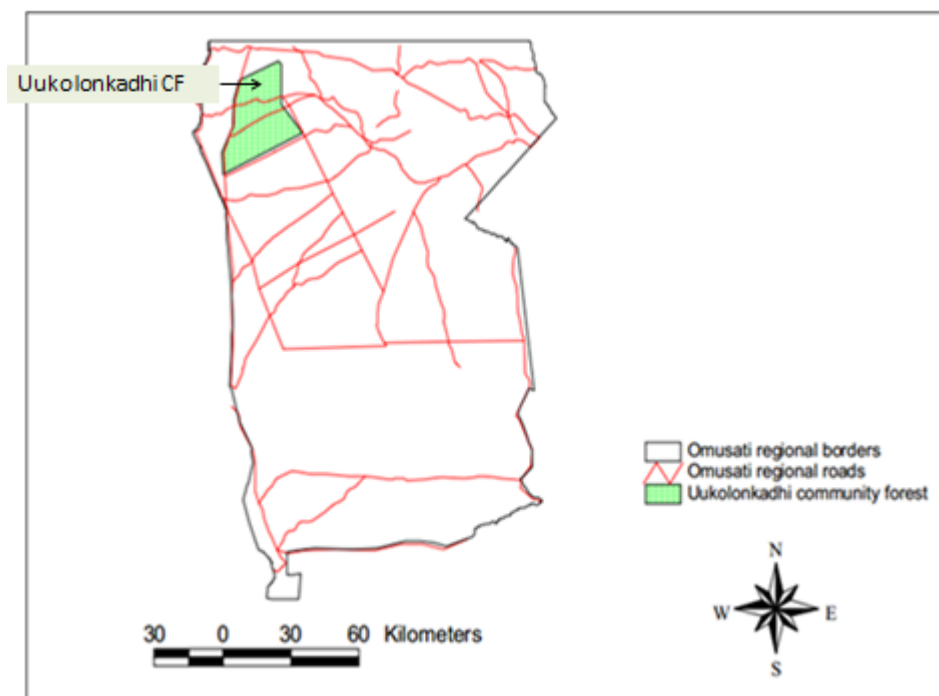 Uukolonkadhi CF
Omusati regional borders
Omusati regional roads
Uukolonkadhi community forest
N
W E
S
30 0 30 60 Kilometers